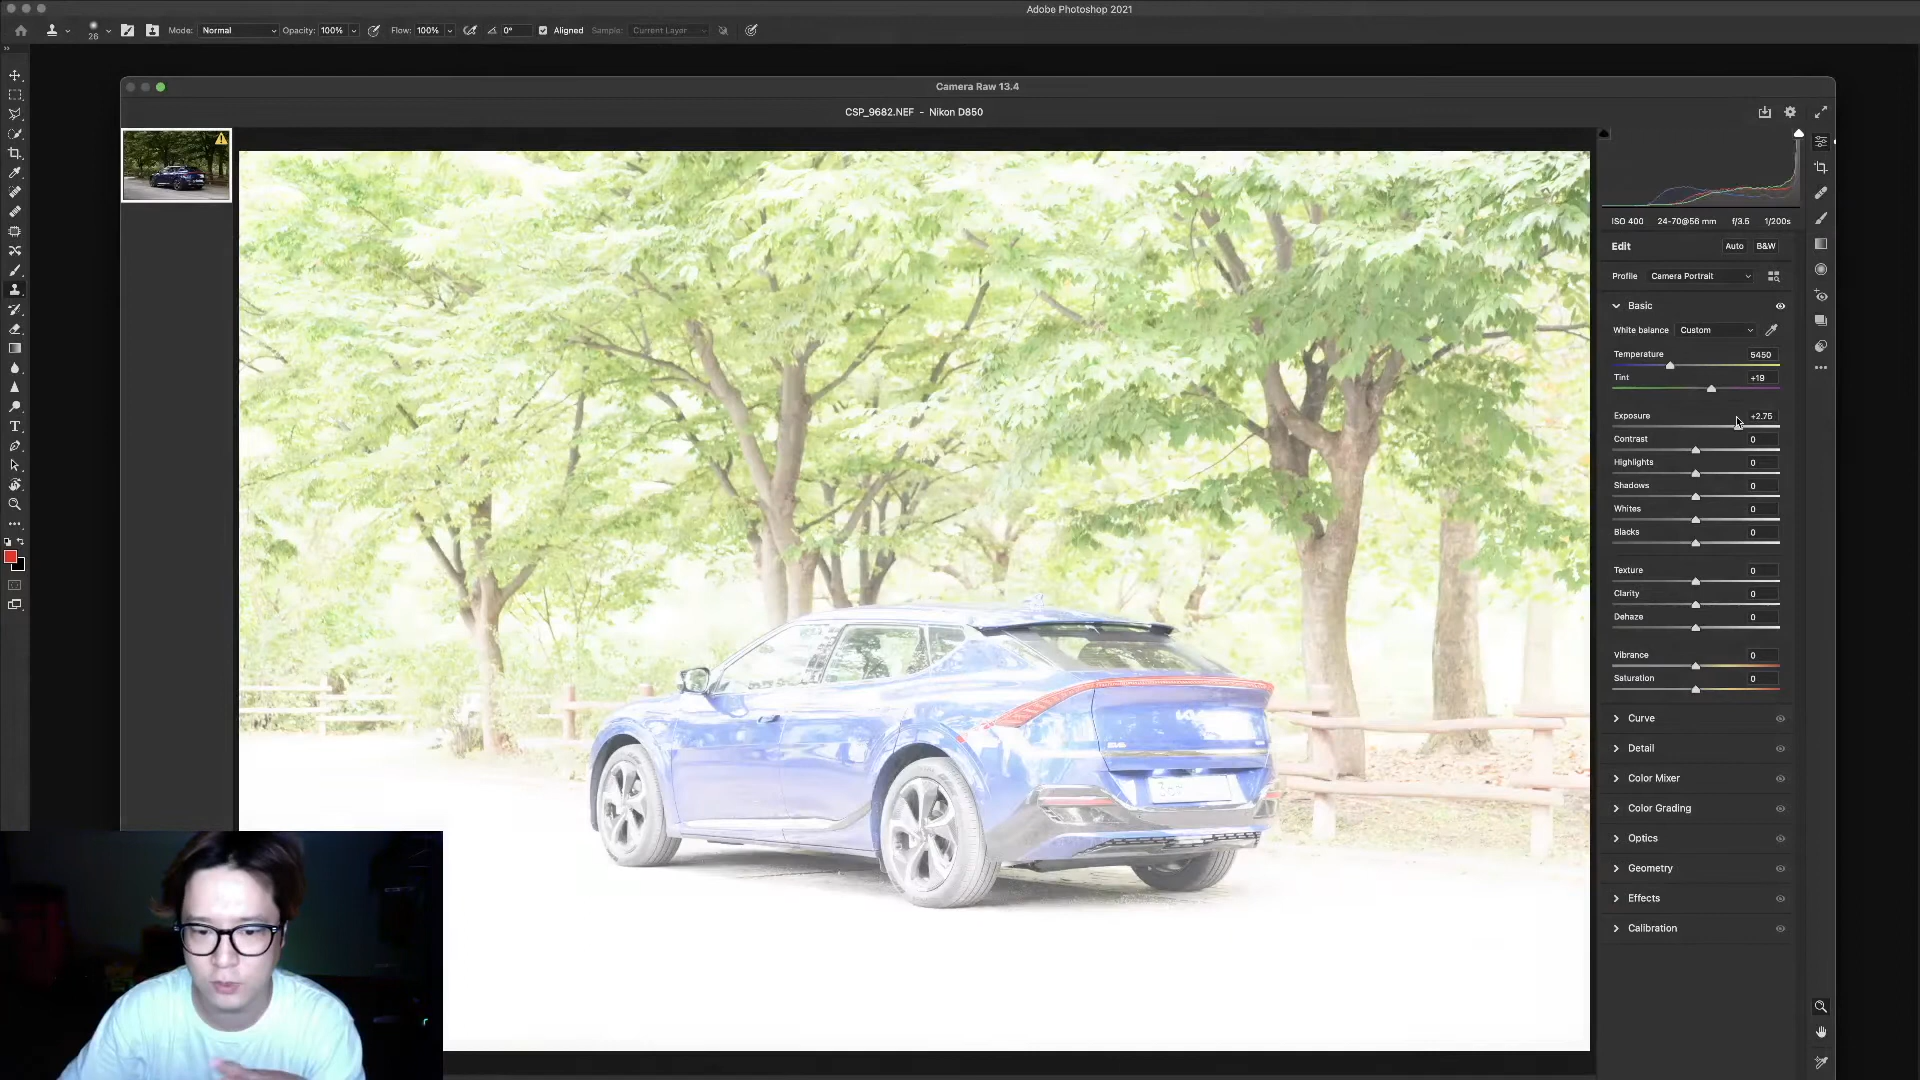 Adobe Photoshop 2021
26
Mode: Normal
Opacity: 100%
Flow: 100%
0°
Aligned
Sample: Current Layer
Camera Raw 13.4
CSP_9682.NEF - Nikon D850
ISO 400 24-70@56 mm f/3.5 1/200s
Edit Auto B&W
Profile Camera Portrait
Basic
White balance Custom
Temperature 5450
Tint +19
Exposure +2.75
Contrast 0
Highlights 0
Shadows 0
Whites 0
Blacks 0
Texture 0
Clarity 0
Dehaze 0
Vibrance 0
Saturation 0
Curve
Detail
Color Mixer
Color Grading
Optics
Geometry
Effects
Calibration